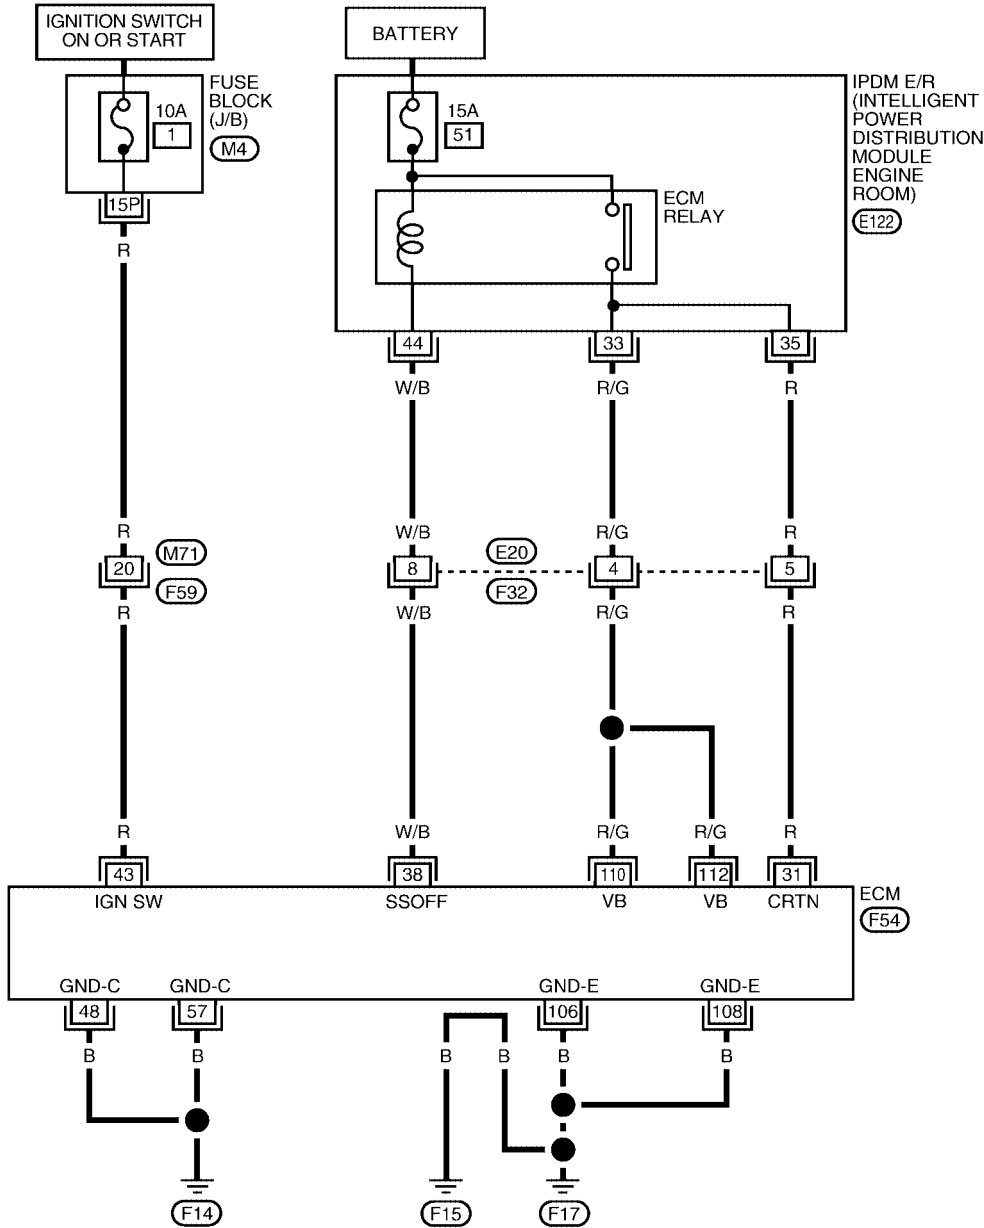 IGNITION SWITCH
ON OR START
BATTERY
FUSE
BLOCK
(J/B)
M4
10A
1
15P
15A
51
IPDM E/R
(INTELLIGENT
POWER
DISTRIBUTION
MODULE
ENGINE
ROOM)
E122
ECM
RELAY
44
33
35
R
W/B
R/G
R
R
W/B
R/G
R
20
M71
F59
8
E20
F32
4
5
R
W/B
R/G
R
R
W/B
R/G
R/G
R
43
38
110
112
31
IGN SW
SSOFF
VB
VB
CRTN
ECM
F54
GND-C
GND-C
GND-E
GND-E
48
57
106
108
B
B
B
B
B
B
F14
F15
F17